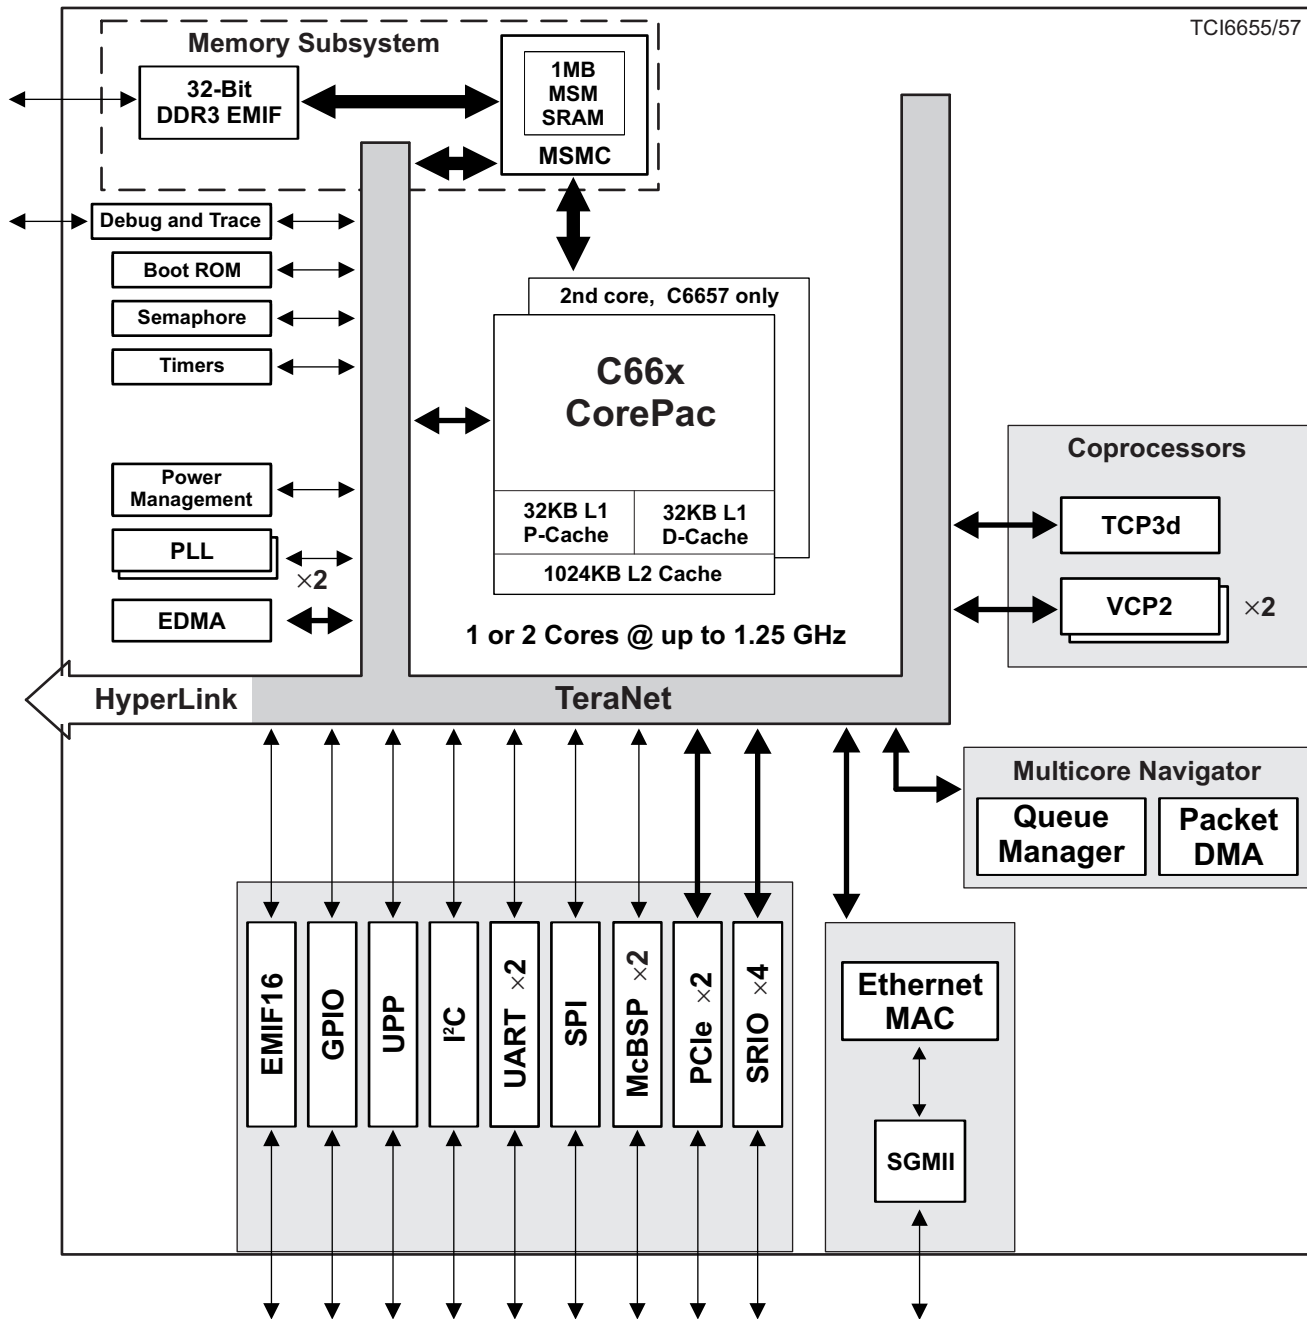 TCI6655/57
Memory Subsystem
32-Bit
DDR3 EMIF
1MB
MSM
SRAM
MSMC
Debug and Trace
Boot ROM
Semaphore
Timers
2nd core, C6657 only
C66x
CorePac
32KB L1
P-Cache
32KB L1
D-Cache
1024KB L2 Cache
1 or 2 Cores @ up to 1.25 GHz
Power
Management
PLL
×2
EDMA
Coprocessors
TCP3d
VCP2
×2
HyperLink
TeraNet
Multicore Navigator
Queue
Manager
Packet
DMA
EMIF16
GPIO
UPP
I²C
UART ×2
SPI
McBSP ×2
PCIe ×2
SRIO ×4
Ethernet
MAC
SGMII